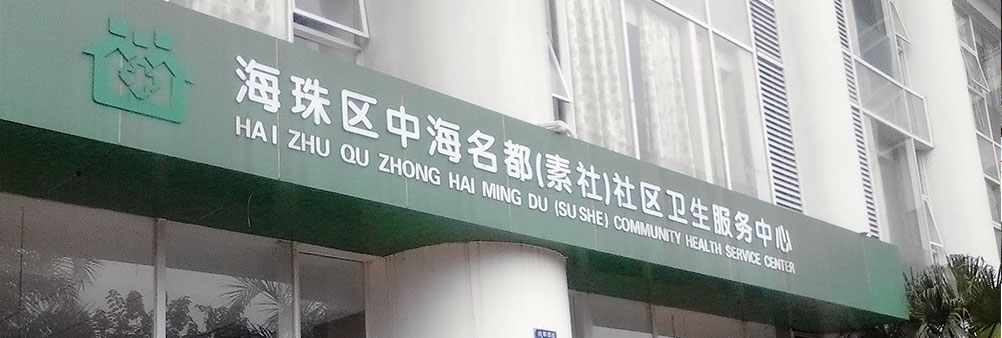 海珠区中海名都(素社)社区卫生服务中心
HAI ZHU QU ZHONG HAI MING DU (SU SHE) COMMUNITY HEALTH SERVICE CENTER